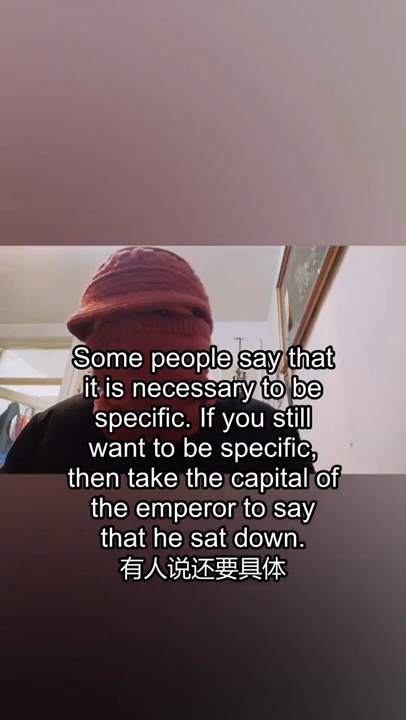 Some people say that
it is necessary to be
specific. If you still
want to be specific,
then take the capital of
the emperor to say
that he sat down.
有人说还要具体